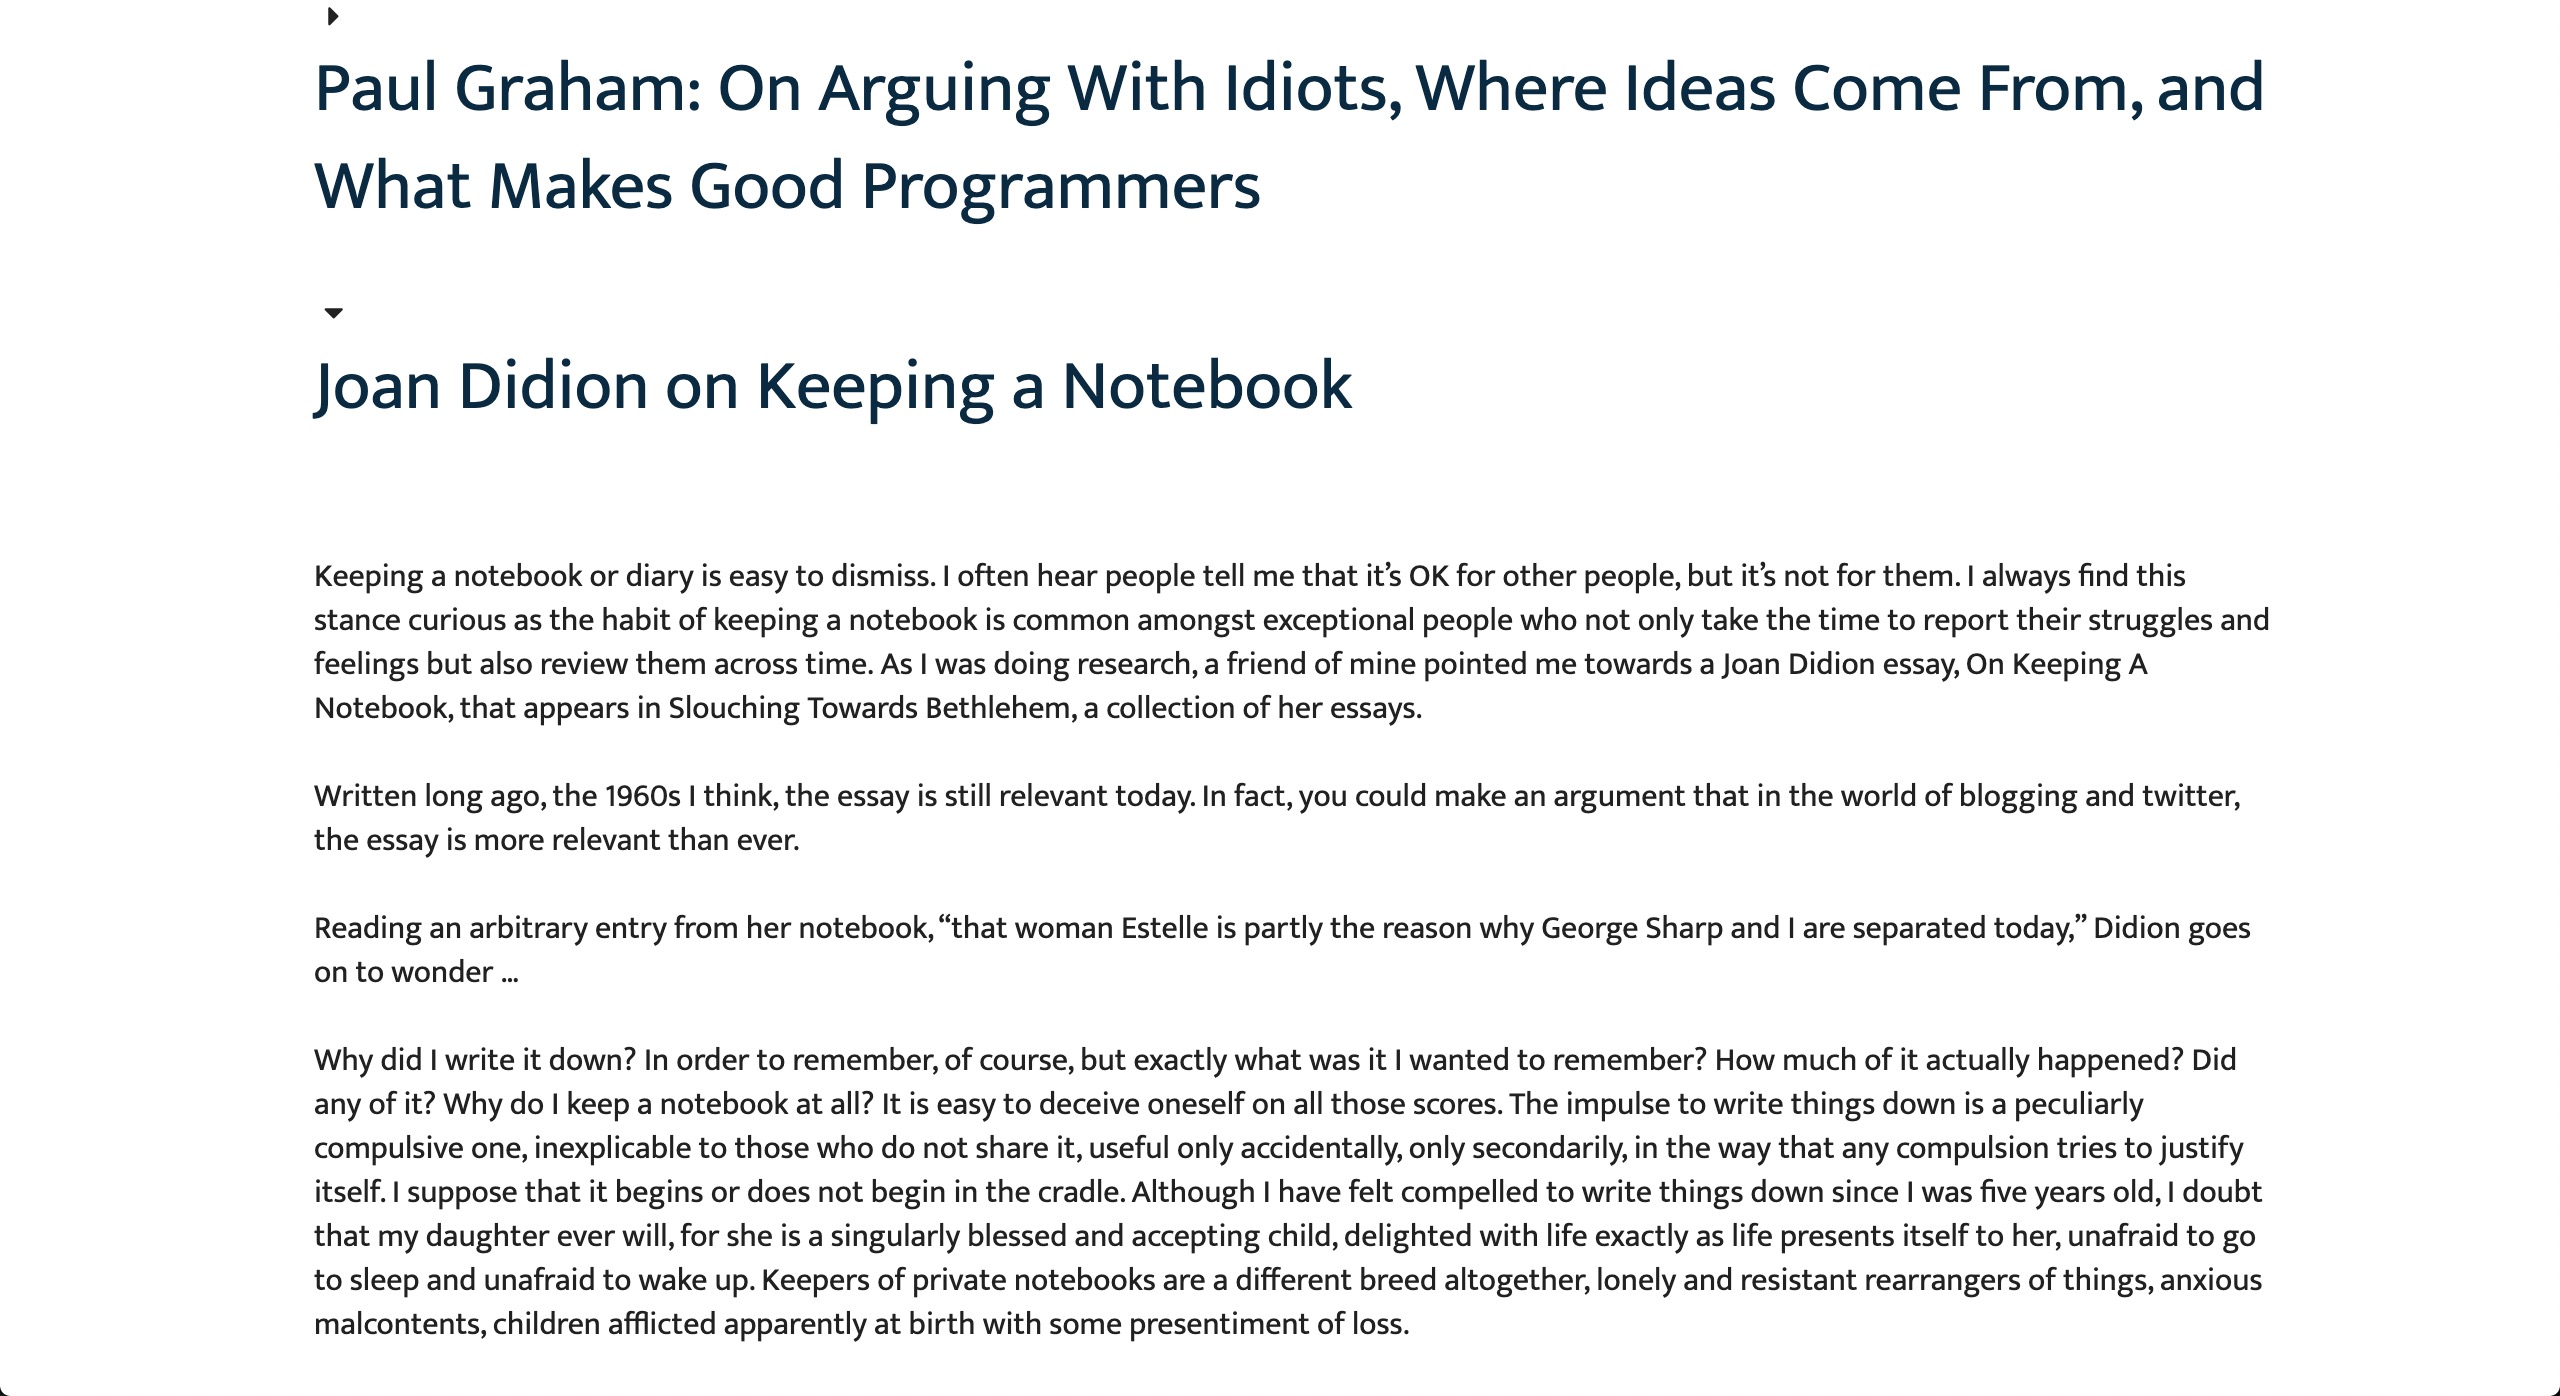 Paul Graham: On Arguing With Idiots, Where Ideas Come From, and
What Makes Good Programmers
Joan Didion on Keeping a Notebook
Keeping a notebook or diary is easy to dismiss. I often hear people tell me that it’s OK for other people, but it’s not for them. I always find this
stance curious as the habit of keeping a notebook is common amongst exceptional people who not only take the time to report their struggles and
feelings but also review them across time. As I was doing research, a friend of mine pointed me towards a Joan Didion essay, On Keeping A
Notebook, that appears in Slouching Towards Bethlehem, a collection of her essays.
Written long ago, the 1960s I think, the essay is still relevant today. In fact, you could make an argument that in the world of blogging and twitter,
the essay is more relevant than ever.
Reading an arbitrary entry from her notebook, “that woman Estelle is partly the reason why George Sharp and I are separated today,” Didion goes
on to wonder …
Why did I write it down? In order to remember, of course, but exactly what was it I wanted to remember? How much of it actually happened? Did
any of it? Why do I keep a notebook at all? It is easy to deceive oneself on all those scores. The impulse to write things down is a peculiarly
compulsive one, inexplicable to those who do not share it, useful only accidentally, only secondarily, in the way that any compulsion tries to justify
itself. I suppose that it begins or does not begin in the cradle. Although I have felt compelled to write things down since I was five years old, I doubt
that my daughter ever will, for she is a singularly blessed and accepting child, delighted with life exactly as life presents itself to her, unafraid to go
to sleep and unafraid to wake up. Keepers of private notebooks are a different breed altogether, lonely and resistant rearrangers of things, anxious
malcontents, children afflicted apparently at birth with some presentiment of loss.